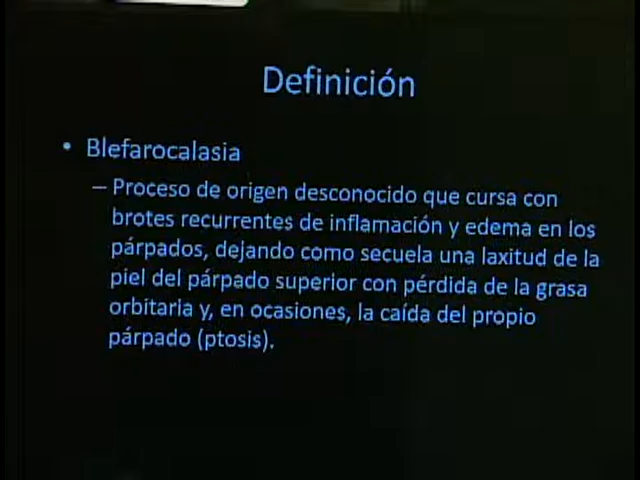 Definición
• Blefarocalasia
– Proceso de origen desconocido que cursa con
brotes recurrentes de inflamación y edema en los
párpados, dejando como secuela una laxitud de la
piel del párpado superior con pérdida de la grasa
orbitaria y, en ocasiones, la caída del propio
párpado (ptosis).